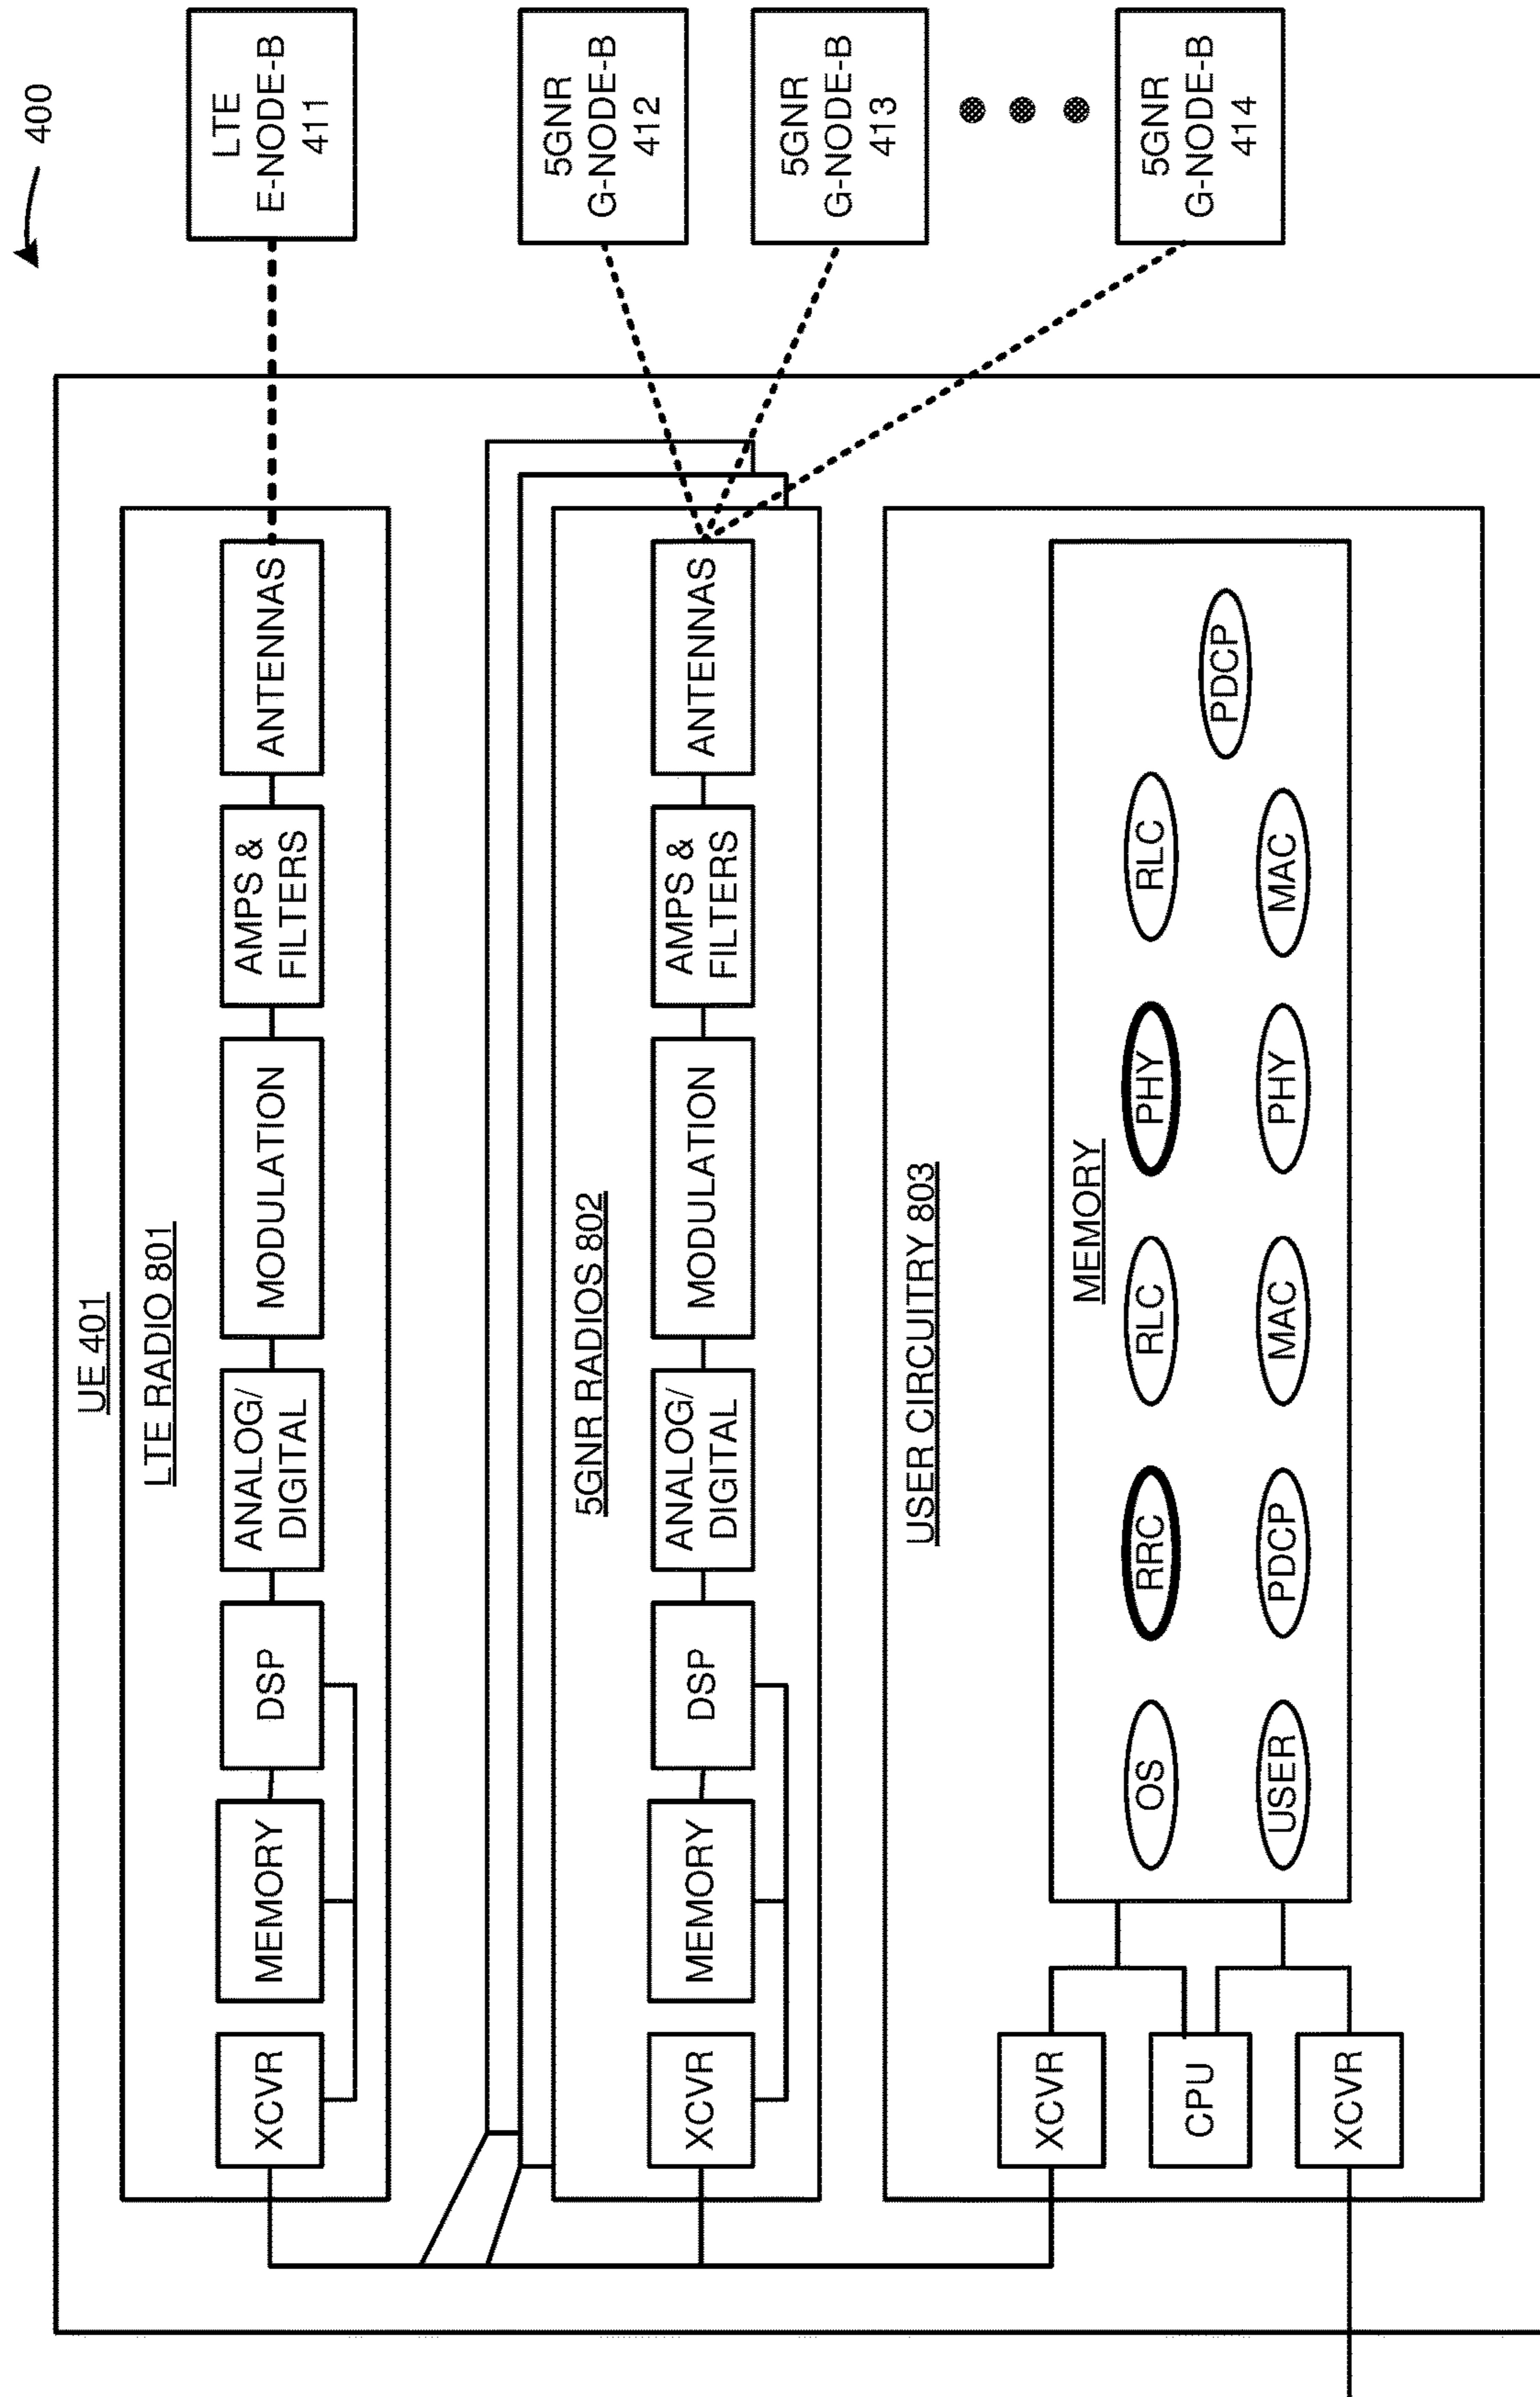 400
UE 401
LTE RADIO 801
XCVR
MEMORY
DSP
ANALOG/
DIGITAL
MODULATION
AMPS &
FILTERS
ANTENNAS
LTE
E-NODE-B
411
5GNR RADIOS 802
XCVR
MEMORY
DSP
ANALOG/
DIGITAL
MODULATION
AMPS &
FILTERS
ANTENNAS
5GNR
G-NODE-B
412
5GNR
G-NODE-B
413
5GNR
G-NODE-B
414
USER CIRCUITRY 803
XCVR
CPU
XCVR
MEMORY
OS
RRC
RLC
PHY
RLC
PDCP
USER
PDCP
MAC
PHY
MAC